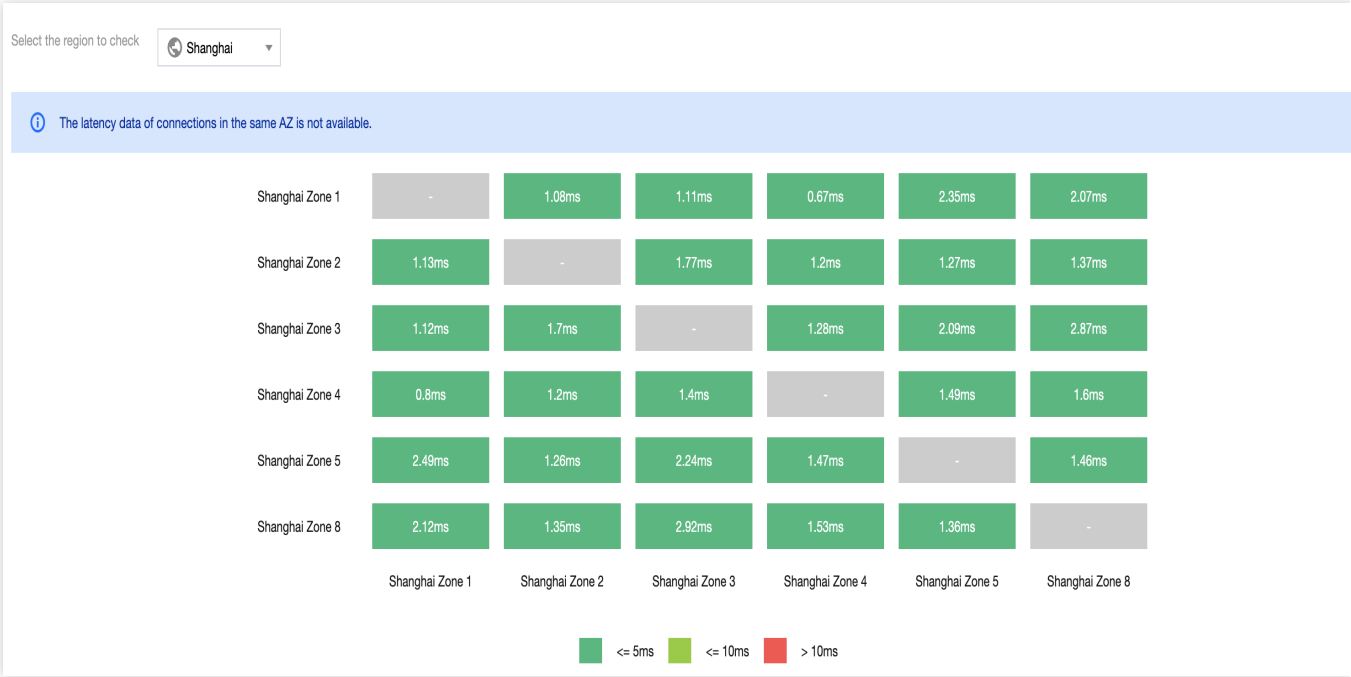 Select the region to check Shanghai
The latency data of connections in the same AZ is not available.
Shanghai Zone 1 - 1.08ms 1.11ms 0.67ms 2.35ms 2.07ms
Shanghai Zone 2 1.13ms - 1.77ms 1.2ms 1.27ms 1.37ms
Shanghai Zone 3 1.12ms 1.7ms - 1.28ms 2.09ms 2.87ms
Shanghai Zone 4 0.8ms 1.2ms 1.4ms - 1.49ms 1.6ms
Shanghai Zone 5 2.49ms 1.26ms 2.24ms 1.47ms - 1.46ms
Shanghai Zone 8 2.12ms 1.35ms 2.92ms 1.53ms 1.36ms -
Shanghai Zone 1 Shanghai Zone 2 Shanghai Zone 3 Shanghai Zone 4 Shanghai Zone 5 Shanghai Zone 8
<= 5ms <= 10ms > 10ms